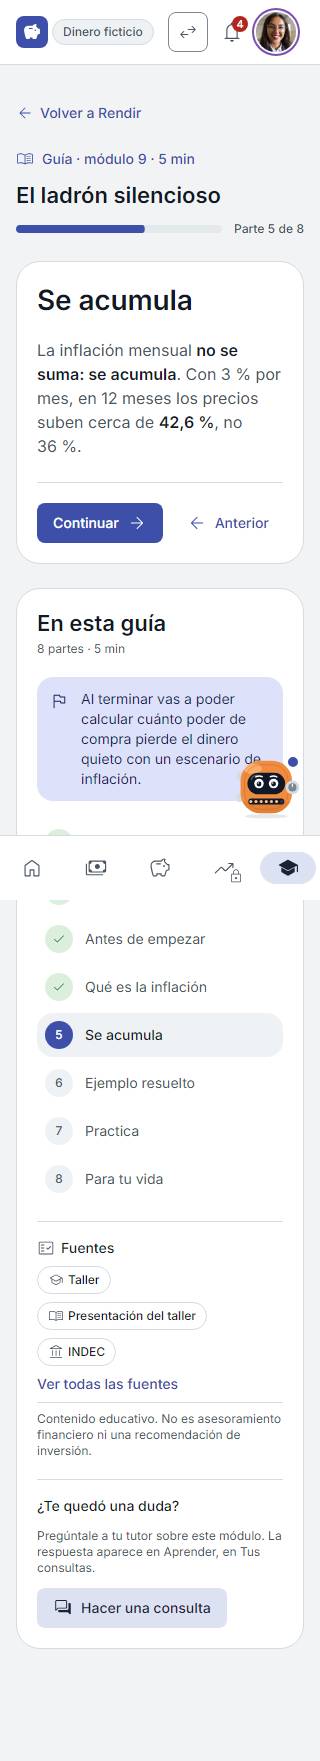 Dinero ficticio
4
Volver a Rendir
Guía · módulo 9 · 5 min
El ladrón silencioso
Parte 5 de 8
Se acumula
La inflación mensual no se
suma: se acumula. Con 3 % por
mes, en 12 meses los precios
suben cerca de 42,6 %, no
36 %.
Continuar
Anterior
En esta guía
8 partes · 5 min
Al terminar vas a poder
calcular cuánto poder de
compra pierde el dinero
quieto con un escenario de
inflación.
Antes de empezar
Qué es la inflación
5 Se acumula
6 Ejemplo resuelto
7 Practica
8 Para tu vida
Fuentes
Taller
Presentación del taller
INDEC
Ver todas las fuentes
Contenido educativo. No es asesoramiento
financiero ni una recomendación de
inversión.
¿Te quedó una duda?
Pregúntale a tu tutor sobre este módulo. La
respuesta aparece en Aprender, en Tus
consultas.
Hacer una consulta